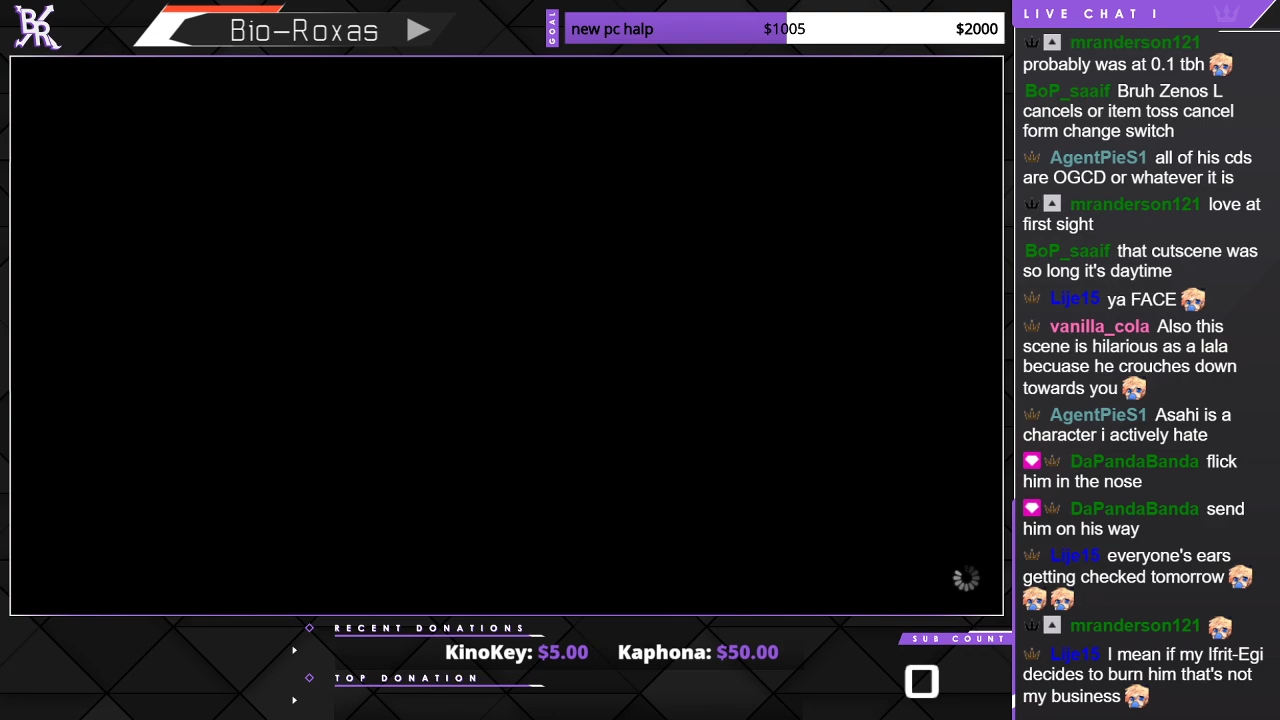 BR
Bio-Roxas
GOAL
new pc halp $1005 $2000
LIVE CHAT
mranderson121
probably was at 0.1 tbh
BoP_saaif Bruh Zenos L
cancels or item toss cancel
form change switch
AgentPieS1 all of his cds
are OGCD or whatever it is
mranderson121 love at
first sight
BoP_saaif that cutscene was
so long it's daytime
Lije15 ya FACE
vanilla_cola Also this
scene is hilarious as a lala
becuase he crouches down
towards you
AgentPieS1 Asahi is a
character i actively hate
DaPandaBanda flick
him in the nose
DaPandaBanda send
him on his way
Lije15 everyone's ears
getting checked tomorrow
mranderson121
Lije15 I mean if my Ifrit-Egi
decides to burn him that's not
my business
RECENT DONATIONS
KinoKey: $5.00 Kaphona: $50.00
TOP DONATION
SUB COUNT